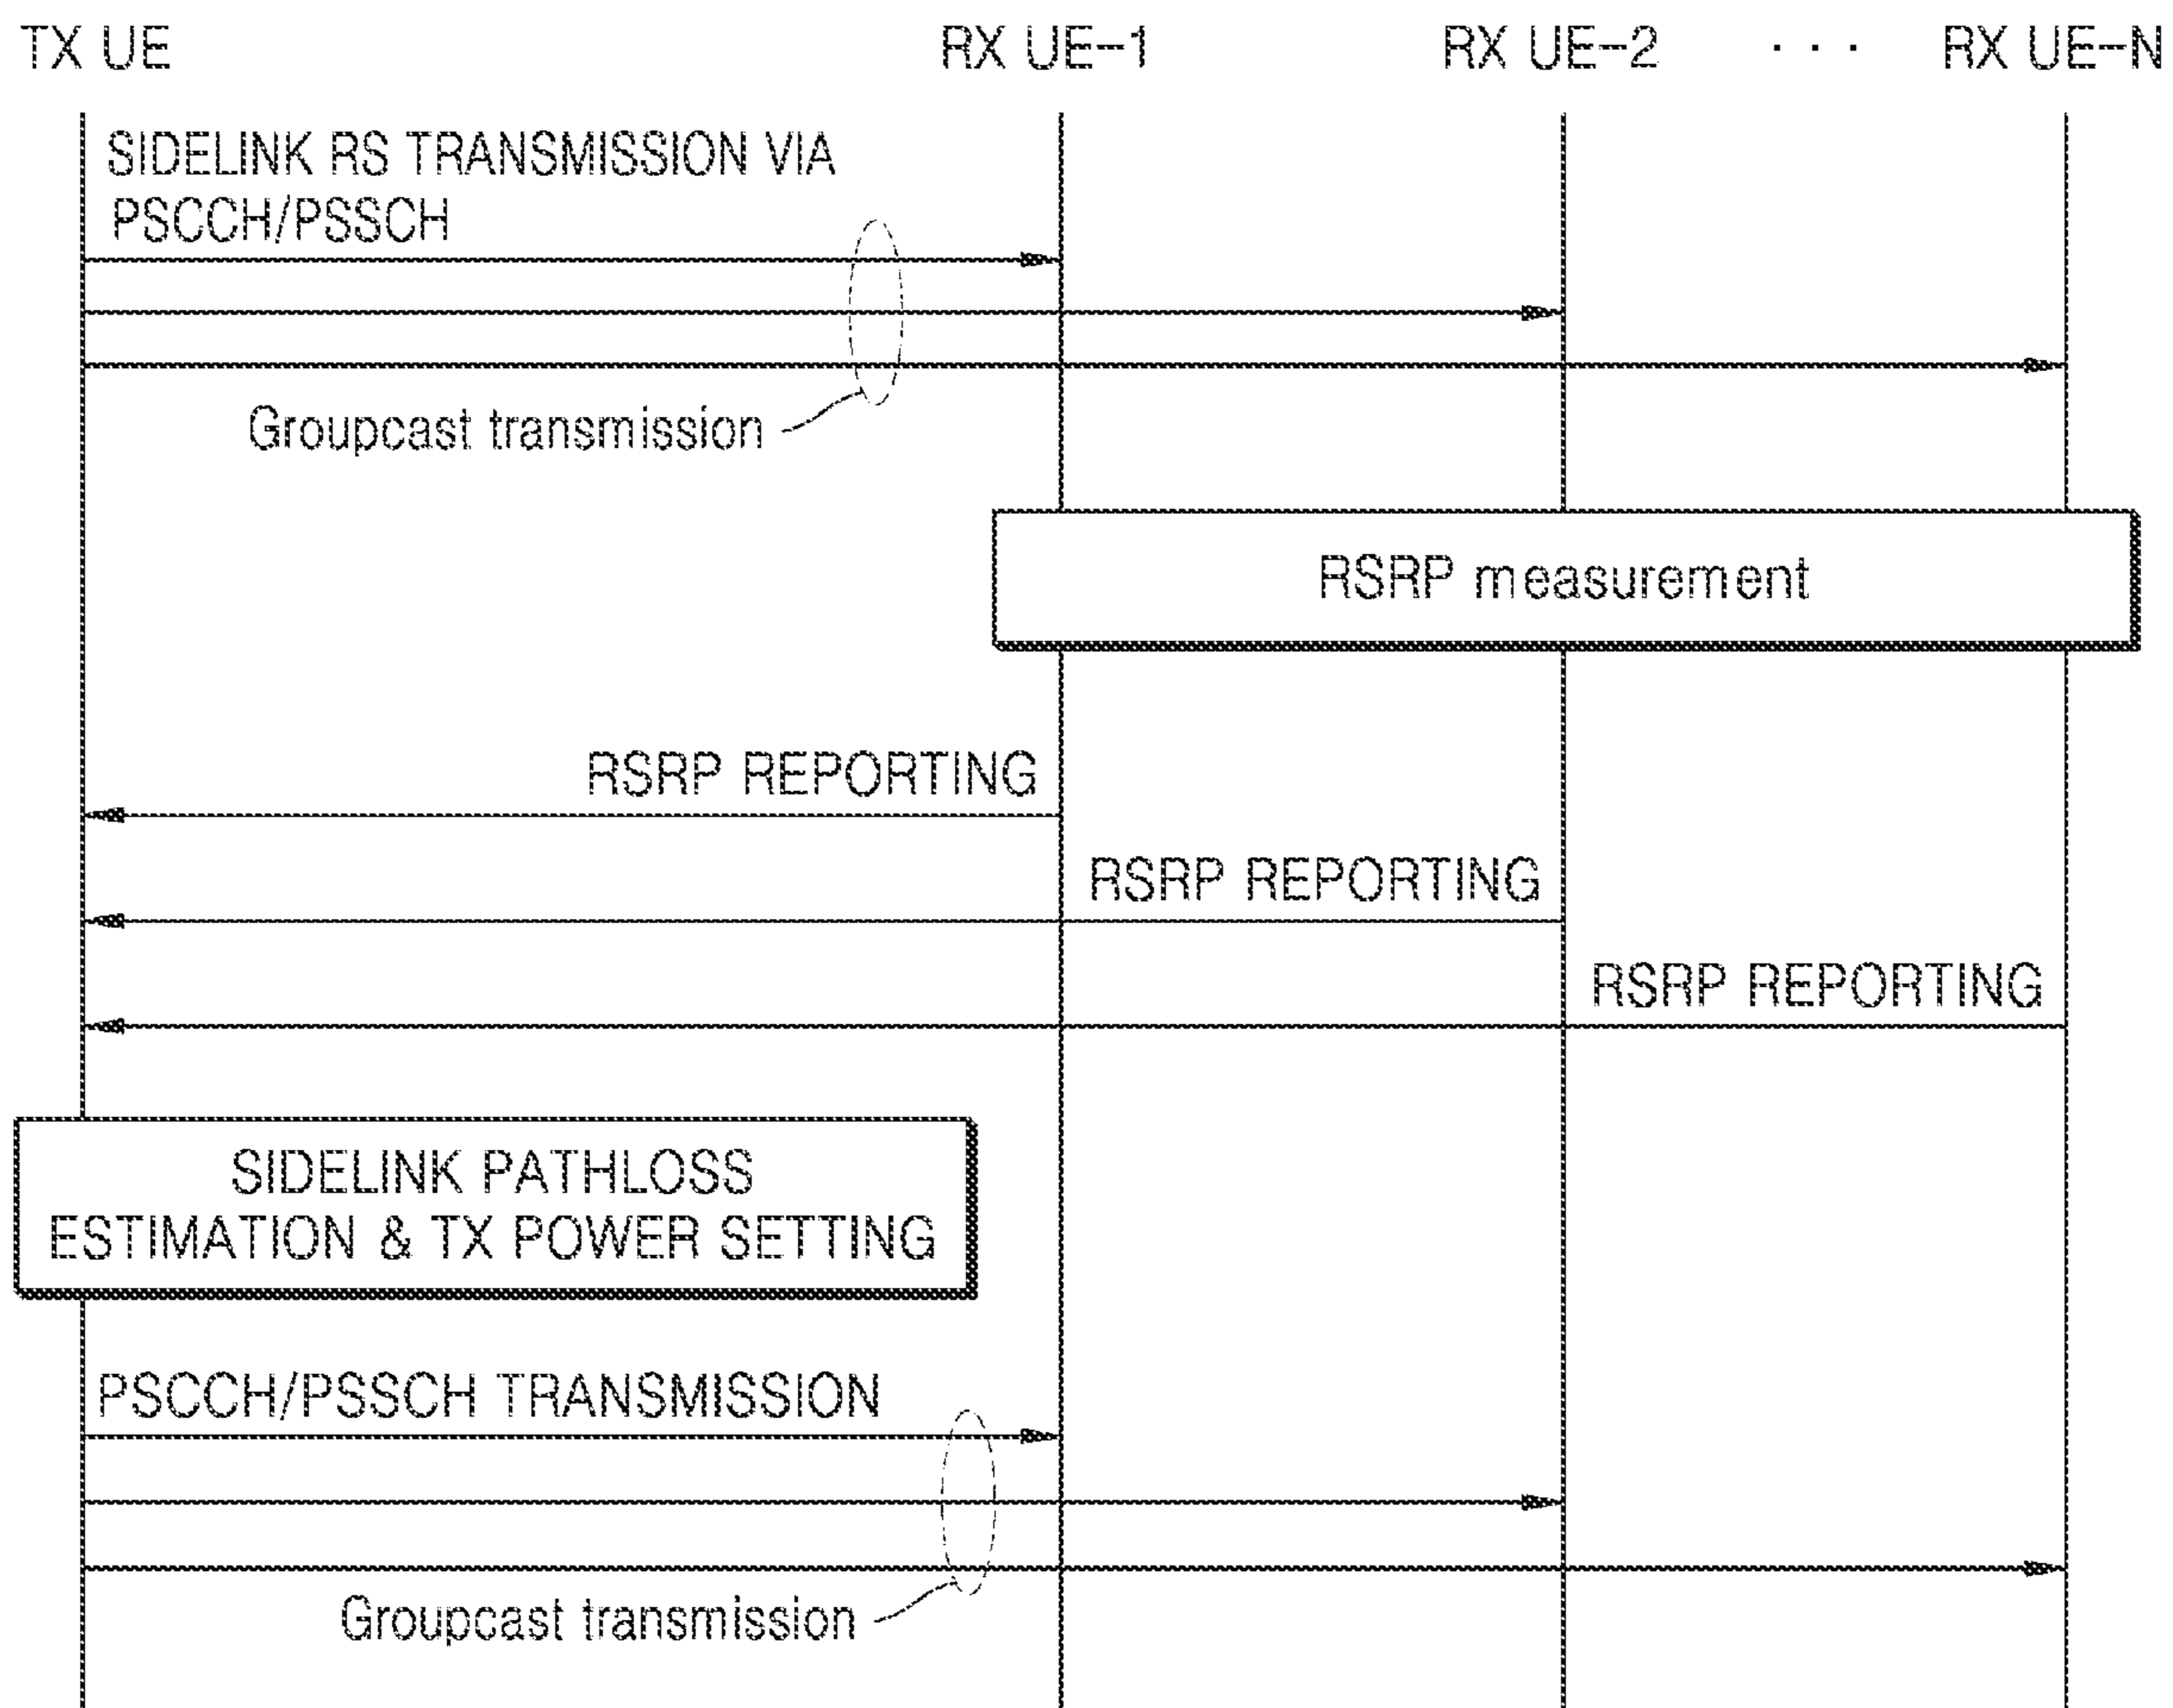 TX UE RX UE-1 RX UE-2 · · · RX UE-N
SIDELINK RS TRANSMISSION VIA
PSCCH/PSSCH
Groupcast transmission
RSRP measurement
RSRP REPORTING
RSRP REPORTING
RSRP REPORTING
SIDELINK PATHLOSS
ESTIMATION & TX POWER SETTING
PSCCH/PSSCH TRANSMISSION
Groupcast transmission